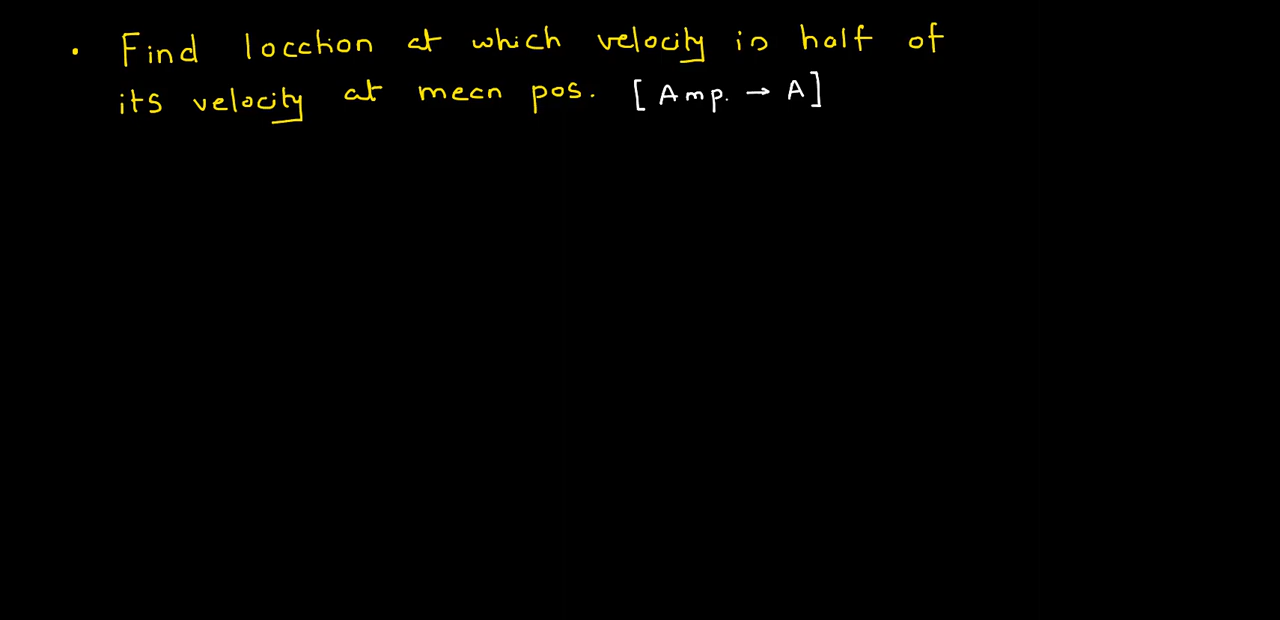 • Find location at which velocity is half of
its velocity at mean pos. [Amp. → A]